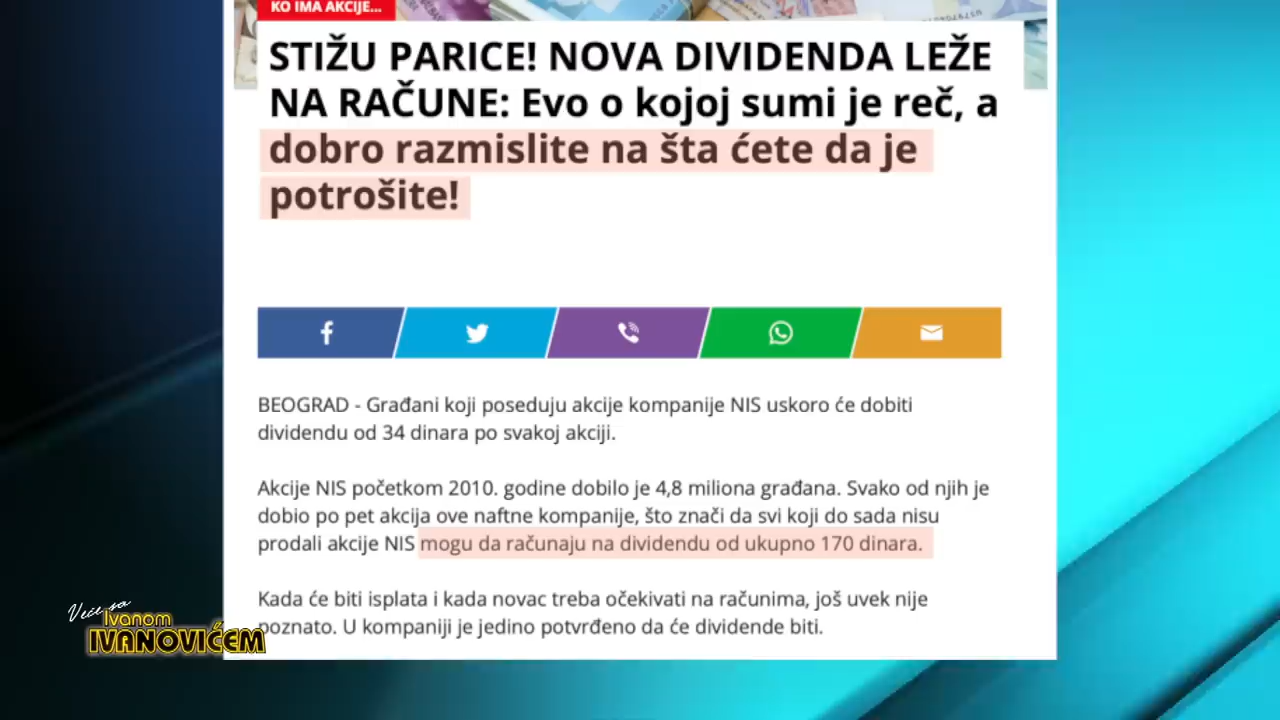 KO IMA AKCIJE...
STIŽU PARICE! NOVA DIVIDENDA LEŽE
NA RAČUNE: Evo o kojoj sumi je reč, a
dobro razmislite na šta ćete da je
potrošite!
BEOGRAD - Građani koji poseduju akcije kompanije NIS uskoro će dobiti
dividendu od 34 dinara po svakoj akciji.
Akcije NIS početkom 2010. godine dobilo je 4,8 miliona građana. Svako od njih je
dobio po pet akcija ove naftne kompanije, što znači da svi koji do sada nisu
prodali akcije NIS mogu da računaju na dividendu od ukupno 170 dinara.
Kada će biti isplata i kada novac treba očekivati na računima, još uvek nije
poznato. U kompaniji je jedino potvrđeno da će dividende biti.
Veče sa
Ivanom
IVANOVIĆEM